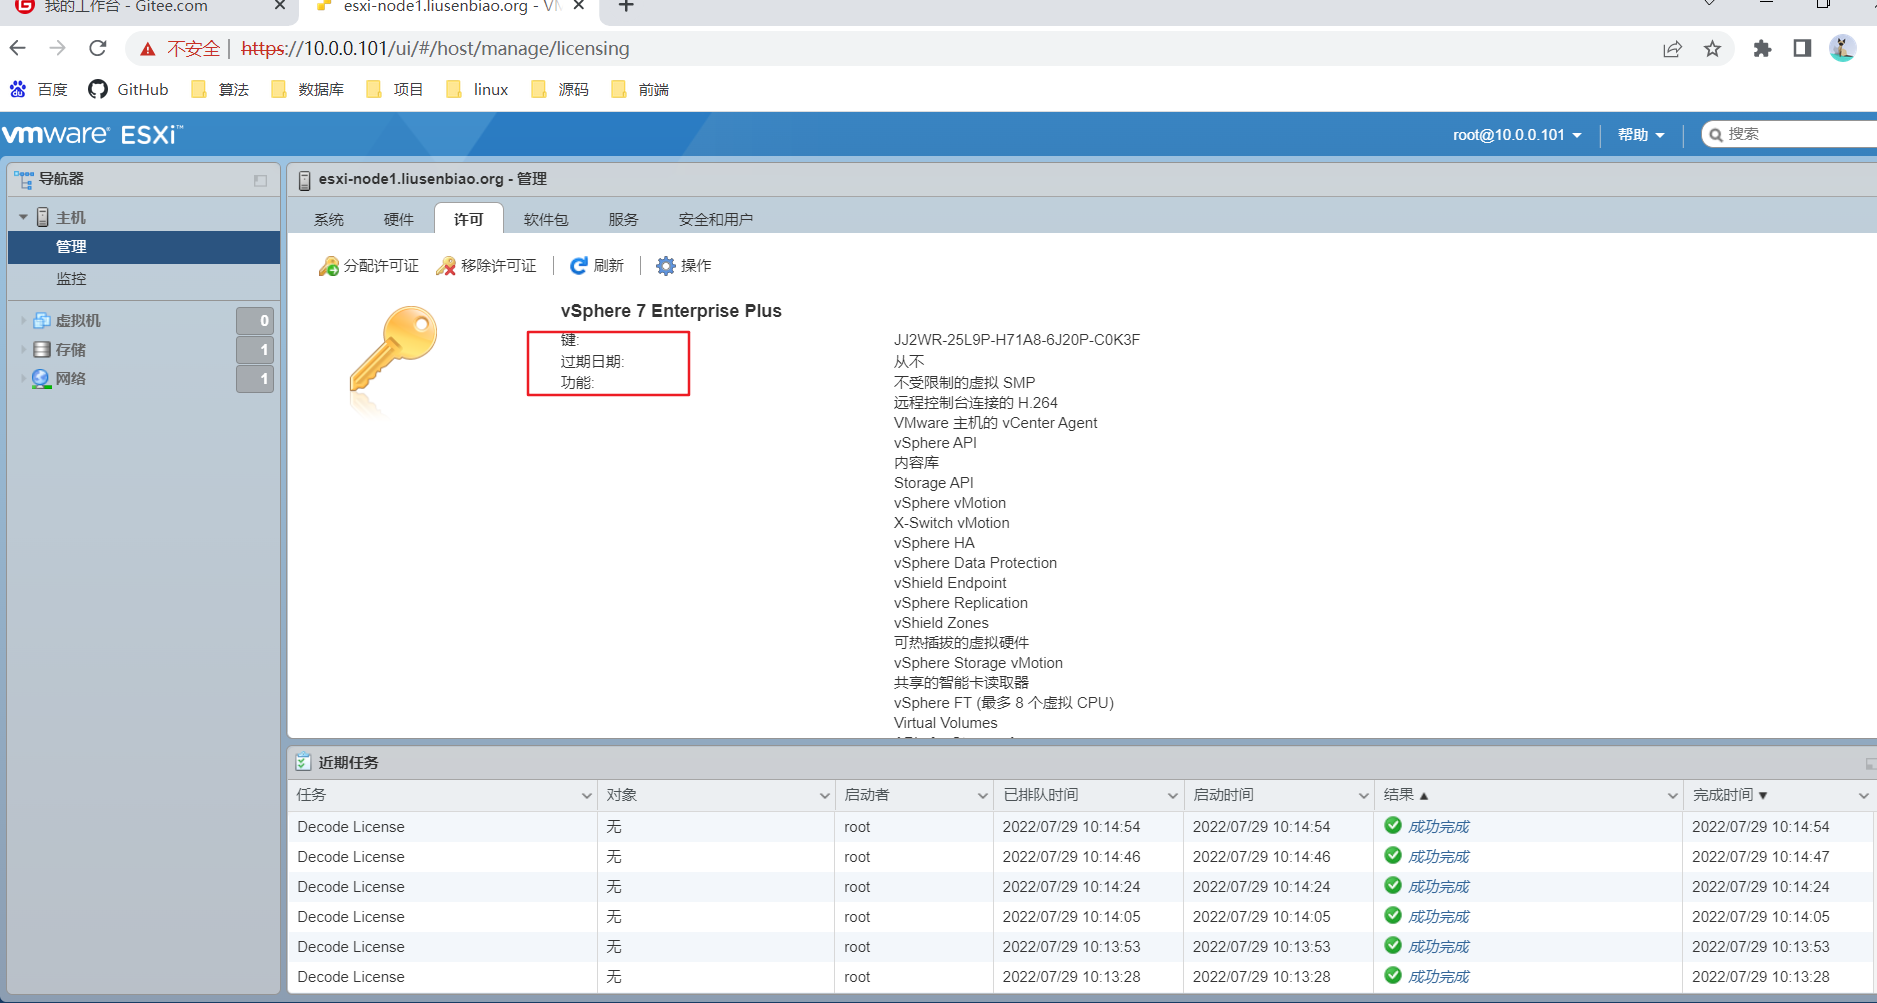 我的工作台 - Gitee.com
esxi-node1.liusenbiao.org - VM
不安全 | https://10.0.0.101/ui/#/host/manage/licensing
百度 GitHub 算法 数据库 项目 linux 源码 前端
vmware ESXi™ root@10.0.0.101 帮助 搜索
导航器
主机
管理
监控
虚拟机 0
存储 1
网络 1
esxi-node1.liusenbiao.org - 管理
系统 硬件 许可 软件包 服务 安全和用户
分配许可证 移除许可证 刷新 操作
vSphere 7 Enterprise Plus
键: JJ2WR-25L9P-H71A8-6J20P-C0K3F
过期日期: 从不
功能: 不受限制的虚拟 SMP
远程控制台连接的 H.264
VMware 主机的 vCenter Agent
vSphere API
内容库
Storage API
vSphere vMotion
X-Switch vMotion
vSphere HA
vSphere Data Protection
vShield Endpoint
vSphere Replication
vShield Zones
可热插拔的虚拟硬件
vSphere Storage vMotion
共享的智能卡读取器
vSphere FT (最多 8 个虚拟 CPU)
Virtual Volumes
近期任务
任务 对象 启动者 已排队时间 启动时间 结果 ▲ 完成时间 ▼
Decode License 无 root 2022/07/29 10:14:54 2022/07/29 10:14:54 成功完成 2022/07/29 10:14:54
Decode License 无 root 2022/07/29 10:14:46 2022/07/29 10:14:46 成功完成 2022/07/29 10:14:47
Decode License 无 root 2022/07/29 10:14:24 2022/07/29 10:14:24 成功完成 2022/07/29 10:14:24
Decode License 无 root 2022/07/29 10:14:05 2022/07/29 10:14:05 成功完成 2022/07/29 10:14:05
Decode License 无 root 2022/07/29 10:13:53 2022/07/29 10:13:53 成功完成 2022/07/29 10:13:53
Decode License 无 root 2022/07/29 10:13:28 2022/07/29 10:13:28 成功完成 2022/07/29 10:13:28